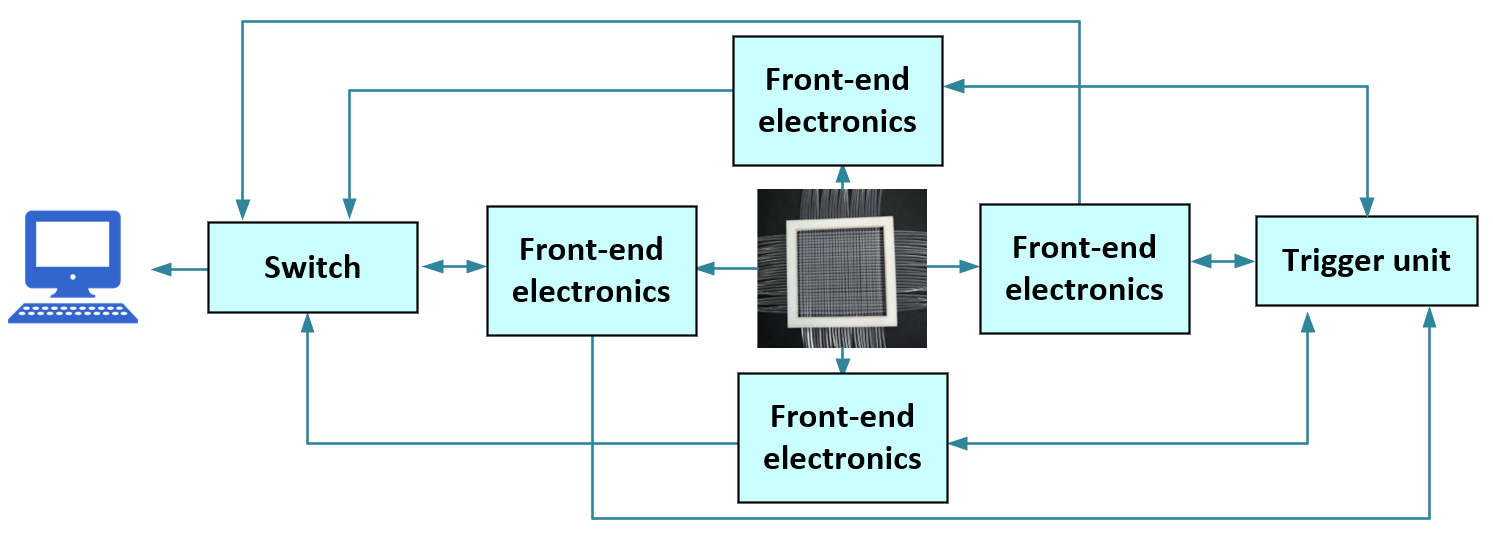 Front-end
electronics
Switch
Front-end
electronics
Front-end
electronics
Trigger unit
Front-end
electronics